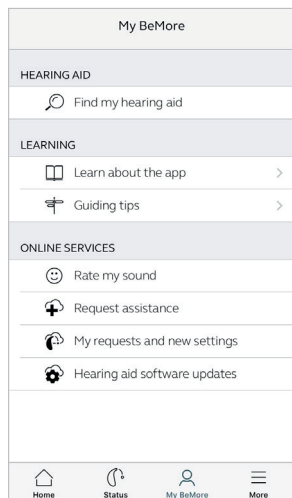 My BeMore
HEARING AID
Find my hearing aid
LEARNING
Learn about the app
Guiding tips
ONLINE SERVICES
Rate my sound
Request assistance
My requests and new settings
Hearing aid software updates
Home Status My BeMore More